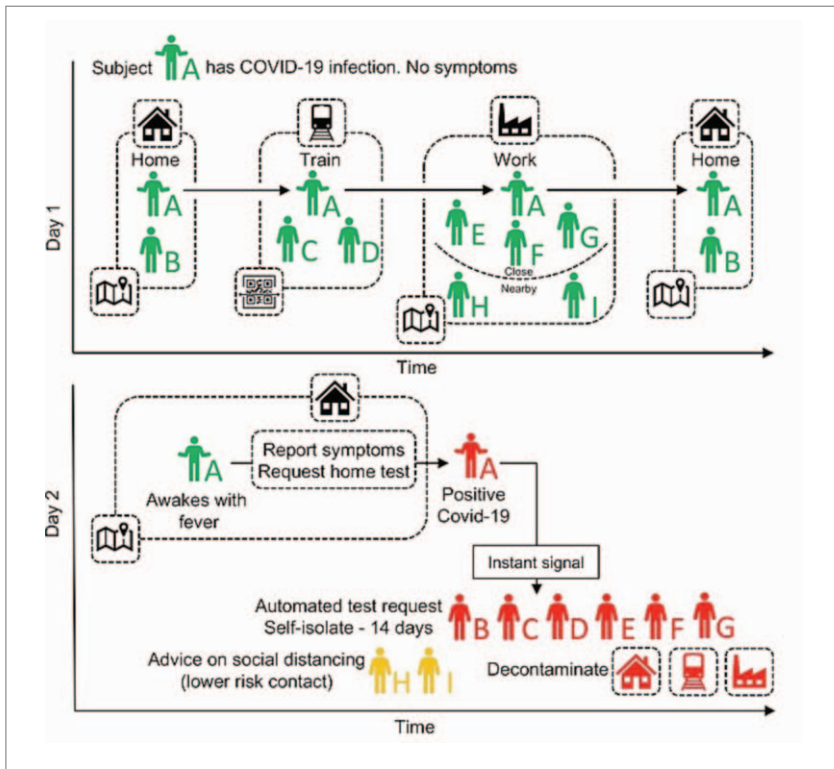 Subject A has COVID-19 infection. No symptoms
Home
Train
Work
Home
A
A
A
A
B
C
D
E
F
G
B
Close
Nearby
H
I
Day 1
Time
A
Awakes with
fever
Report symptoms
Request home test
A
Positive
Covid-19
Instant signal
Automated test request
Self-isolate - 14 days
B C D E F G
Advice on social distancing
(lower risk contact)
H I
Decontaminate
Day 2
Time